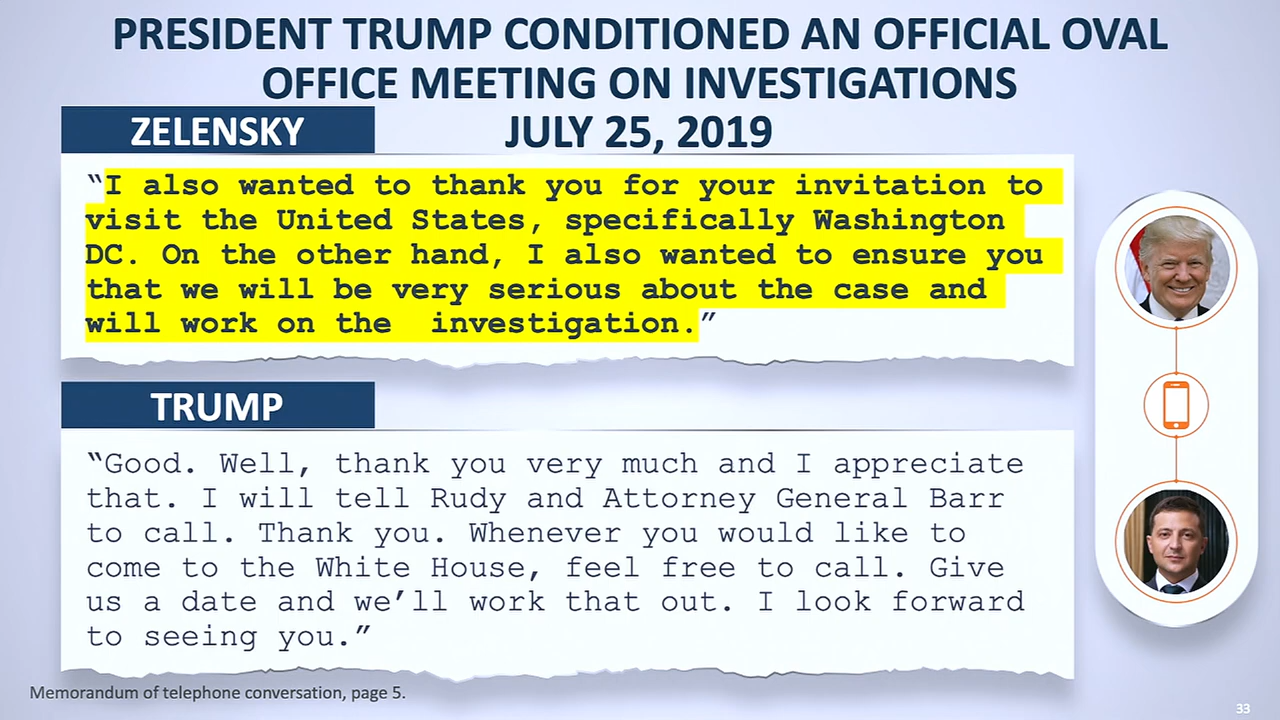 PRESIDENT TRUMP CONDITIONED AN OFFICIAL OVAL
OFFICE MEETING ON INVESTIGATIONS
JULY 25, 2019
ZELENSKY
“I also wanted to thank you for your invitation to
visit the United States, specifically Washington
DC. On the other hand, I also wanted to ensure you
that we will be very serious about the case and
will work on the  investigation.”
TRUMP
“Good. Well, thank you very much and I appreciate
that. I will tell Rudy and Attorney General Barr
to call. Thank you. Whenever you would like to
come to the White House, feel free to call. Give
us a date and we’ll work that out. I look forward
to seeing you.”
Memorandum of telephone conversation, page 5.
33